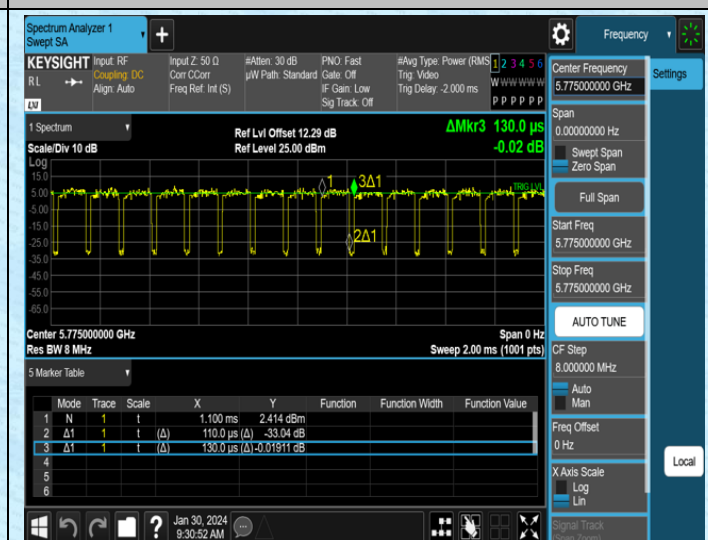 Spectrum Analyzer 1
Swept SA
Frequency
KEYSIGHT
RL
LXI
Input: RF
Coupling: DC
Align: Auto
Input Z: 50 Ω
Corr CCorr
Freq Ref: Int (S)
#Atten: 30 dB
µW Path: Standard
PNO: Fast
Gate: Off
IF Gain: Low
Sig Track: Off
#Avg Type: Power (RMS
Trig: Video
Trig Delay: -2.000 ms
1 2 3 4 5 6
W W W W W W
P P P P P P
1 Spectrum
Scale/Div 10 dB
Ref Lvl Offset 12.29 dB
Ref Level 25.00 dBm
ΔMkr3 130.0 µs
-0.02 dB
Log
15.0
5.00
-5.00
-15.0
-25.0
-35.0
-45.0
-55.0
-65.0
1
3Δ1
2Δ1
TRIG LVL
Center 5.775000000 GHz
Res BW 8 MHz
Span 0 Hz
Sweep 2.00 ms (1001 pts)
5 Marker Table
Mode Trace Scale X Y Function Function Width Function Value
1 N 1 t 1.100 ms 2.414 dBm
2 Δ1 1 t (Δ) 110.0 µs (Δ) -33.04 dB
3 Δ1 1 t (Δ) 130.0 µs (Δ) -0.01911 dB
4
5
6
?
Jan 30, 2024
9:30:52 AM
Center Frequency
5.775000000 GHz
Span
0.00000000 Hz
Swept Span
Zero Span
Full Span
Start Freq
5.775000000 GHz
Stop Freq
5.775000000 GHz
AUTO TUNE
CF Step
8.000000 MHz
Auto
Man
Freq Offset
0 Hz
X Axis Scale
Log
Lin
Signal Track
(Span Zoom)
Settings
Local